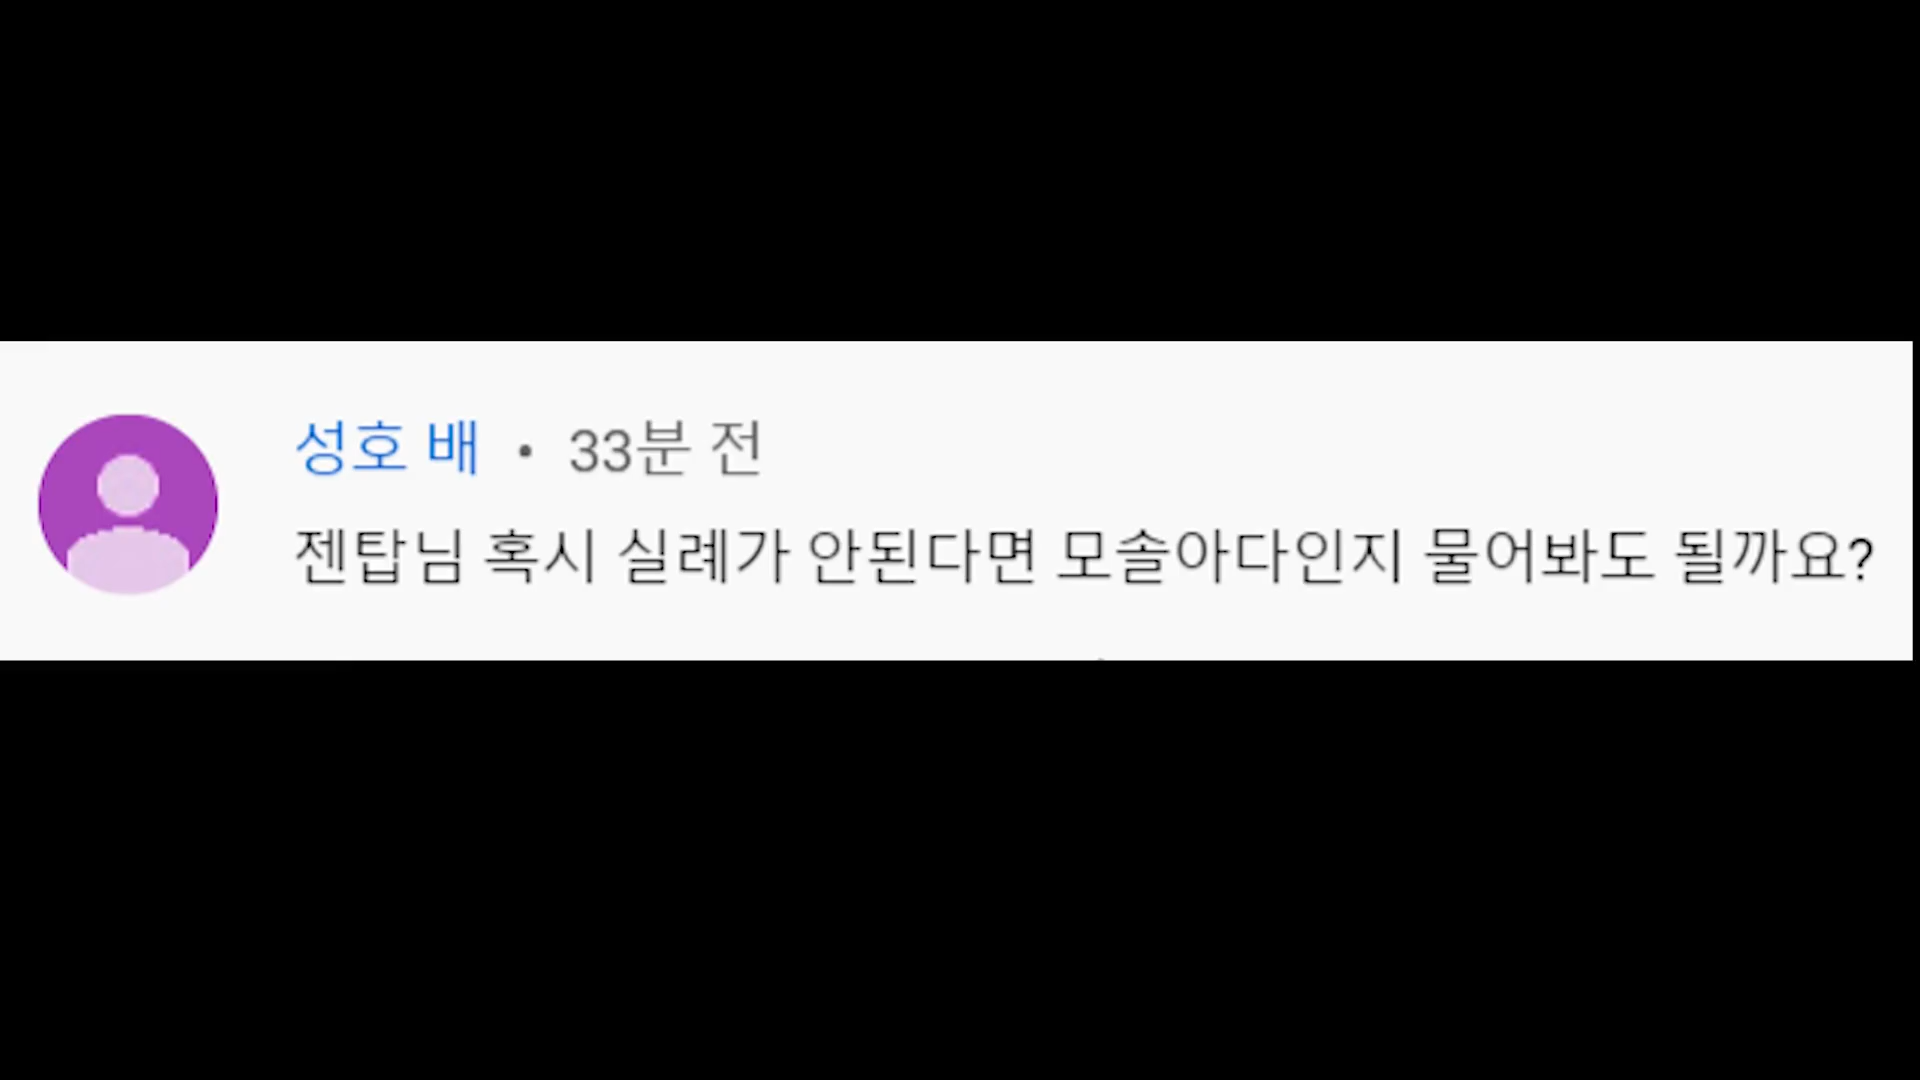 성호 배 • 33분 전
젠탑님 혹시 실례가 안된다면 모솔아다인지 물어봐도 될까요?